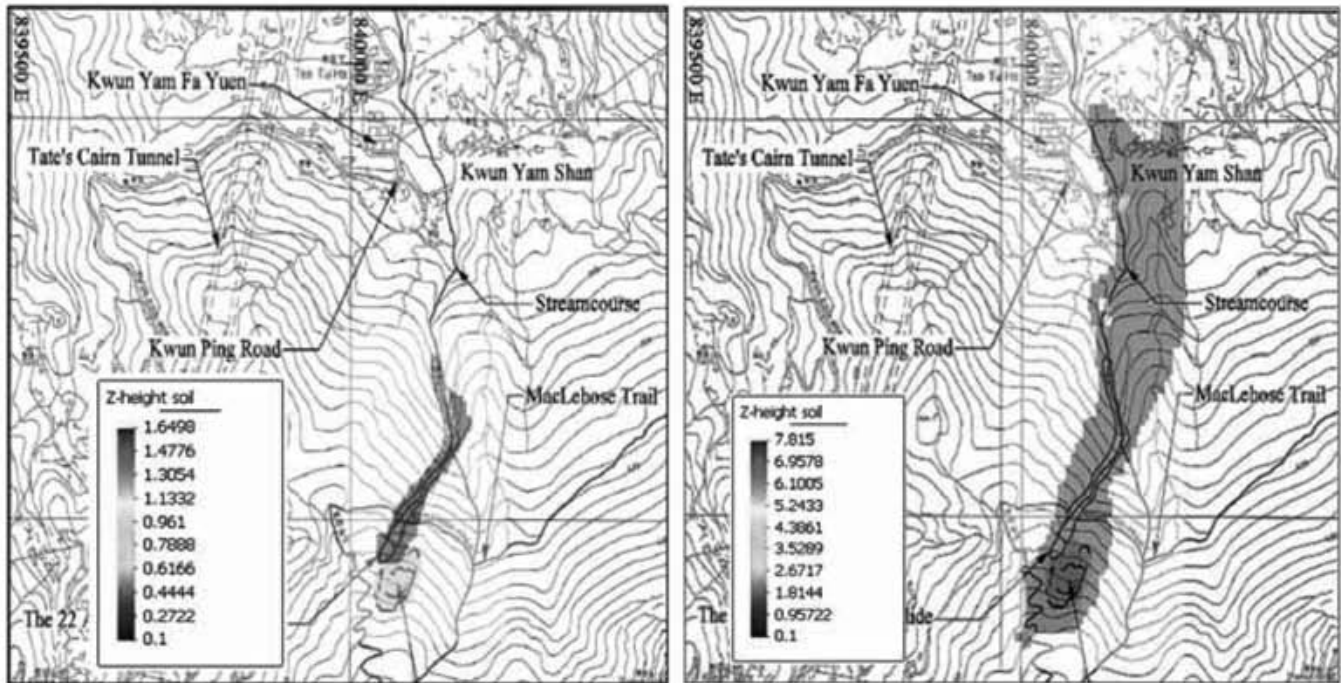 839500 E
840000 E
Kwun Yam Fa Yuen
Tate's Cairn Tunnel
Kwun Yam Shan
Streamcourse
Kwun Ping Road
MacLehose Trail
Z-height soil
1.6498
1.4776
1.3054
1.1332
0.961
0.7888
0.6166
0.4444
0.2722
0.1
The 22
839500 E
840000 E
Kwun Yam Fa Yuen
Tate's Cairn Tunnel
Kwun Yam Shan
Streamcourse
Kwun Ping Road
MacLehose Trail
Z-height soil
7.815
6.9578
6.1005
5.2433
4.3861
3.5289
2.6717
1.8144
0.95722
0.1
The
lide